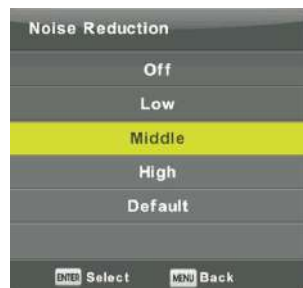 Noise Reduction
Off
Low
Middle
High
Default
ENTER Select MENU Back